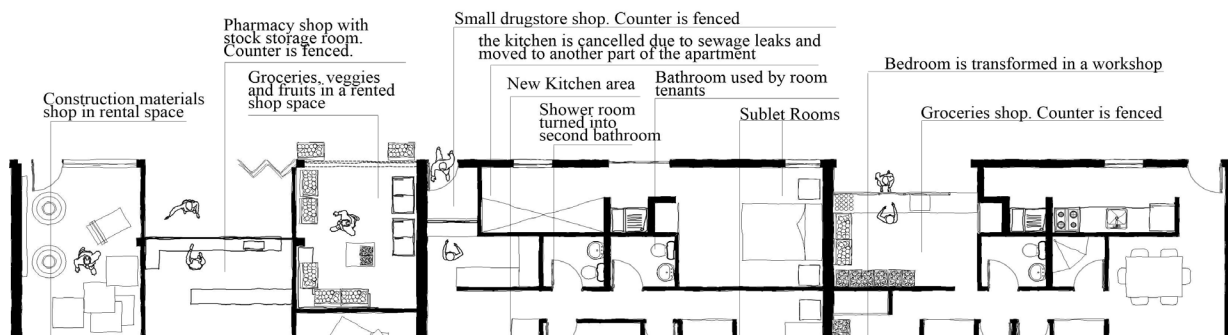 Construction materials
shop in rental space
Pharmacy shop with
stock storage room.
Counter is fenced.
Groceries, veggies
and fruits in a rented
shop space
Small drugstore shop. Counter is fenced
the kitchen is cancelled due to sewage leaks and
moved to another part of the apartment
New Kitchen area
Shower room
turned into
second bathroom
Bathroom used by room
tenants
Sublet Rooms
Bedroom is transformed in a workshop
Groceries shop. Counter is fenced